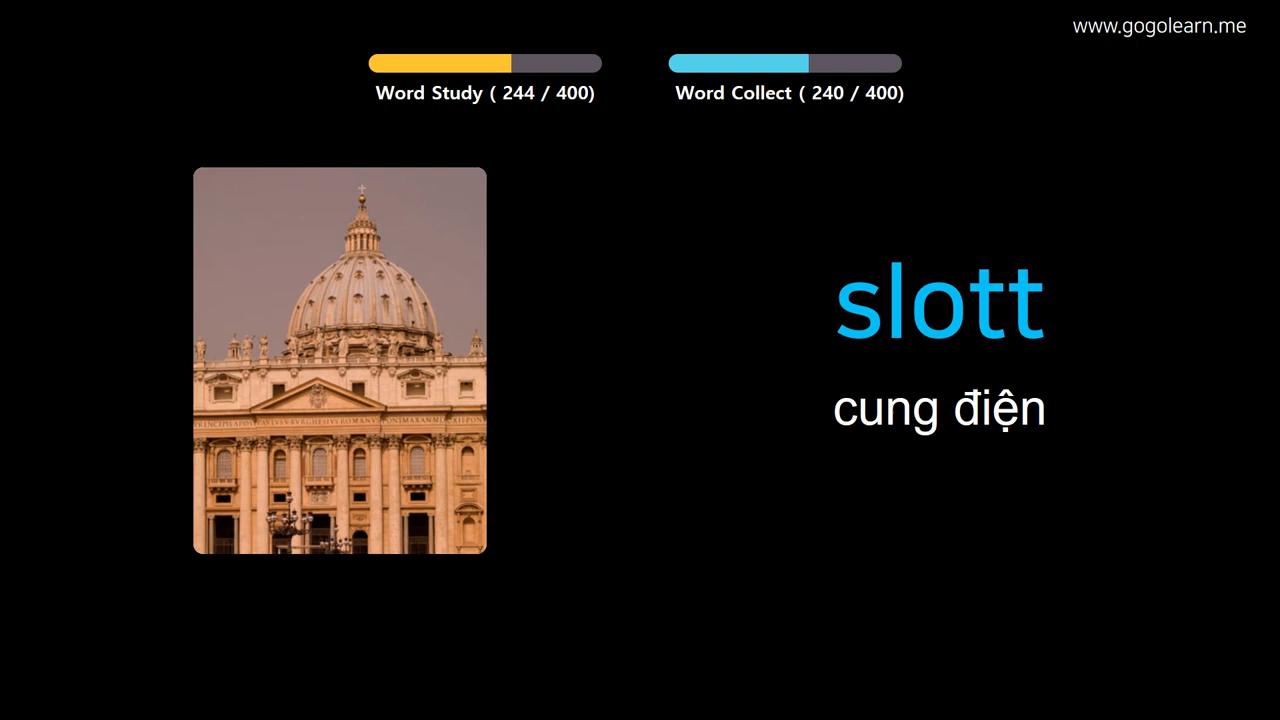 www.gogolearn.me
Word Study ( 244 / 400)
Word Collect ( 240 / 400)
slott
cung điện